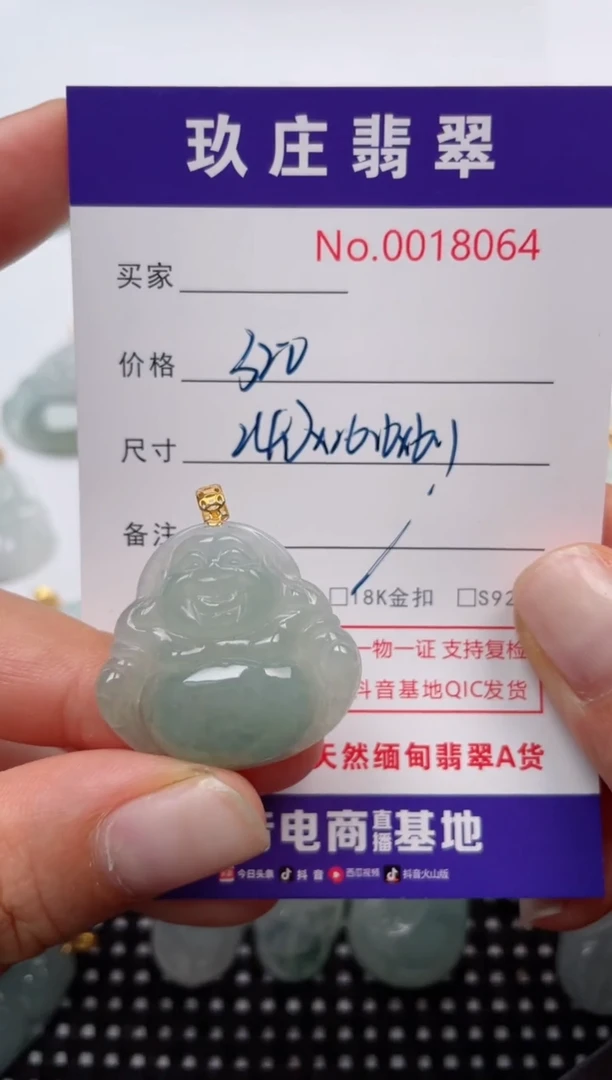 玖庄翡翠
No.0018064
买家
价格 520
尺寸
备注
□18K金扣 □S92
一物一证 支持复检
抖音基地QIC发货
天然缅甸翡翠A货
音电商直播基地
今日头条 抖音 西瓜视频 抖音火山版